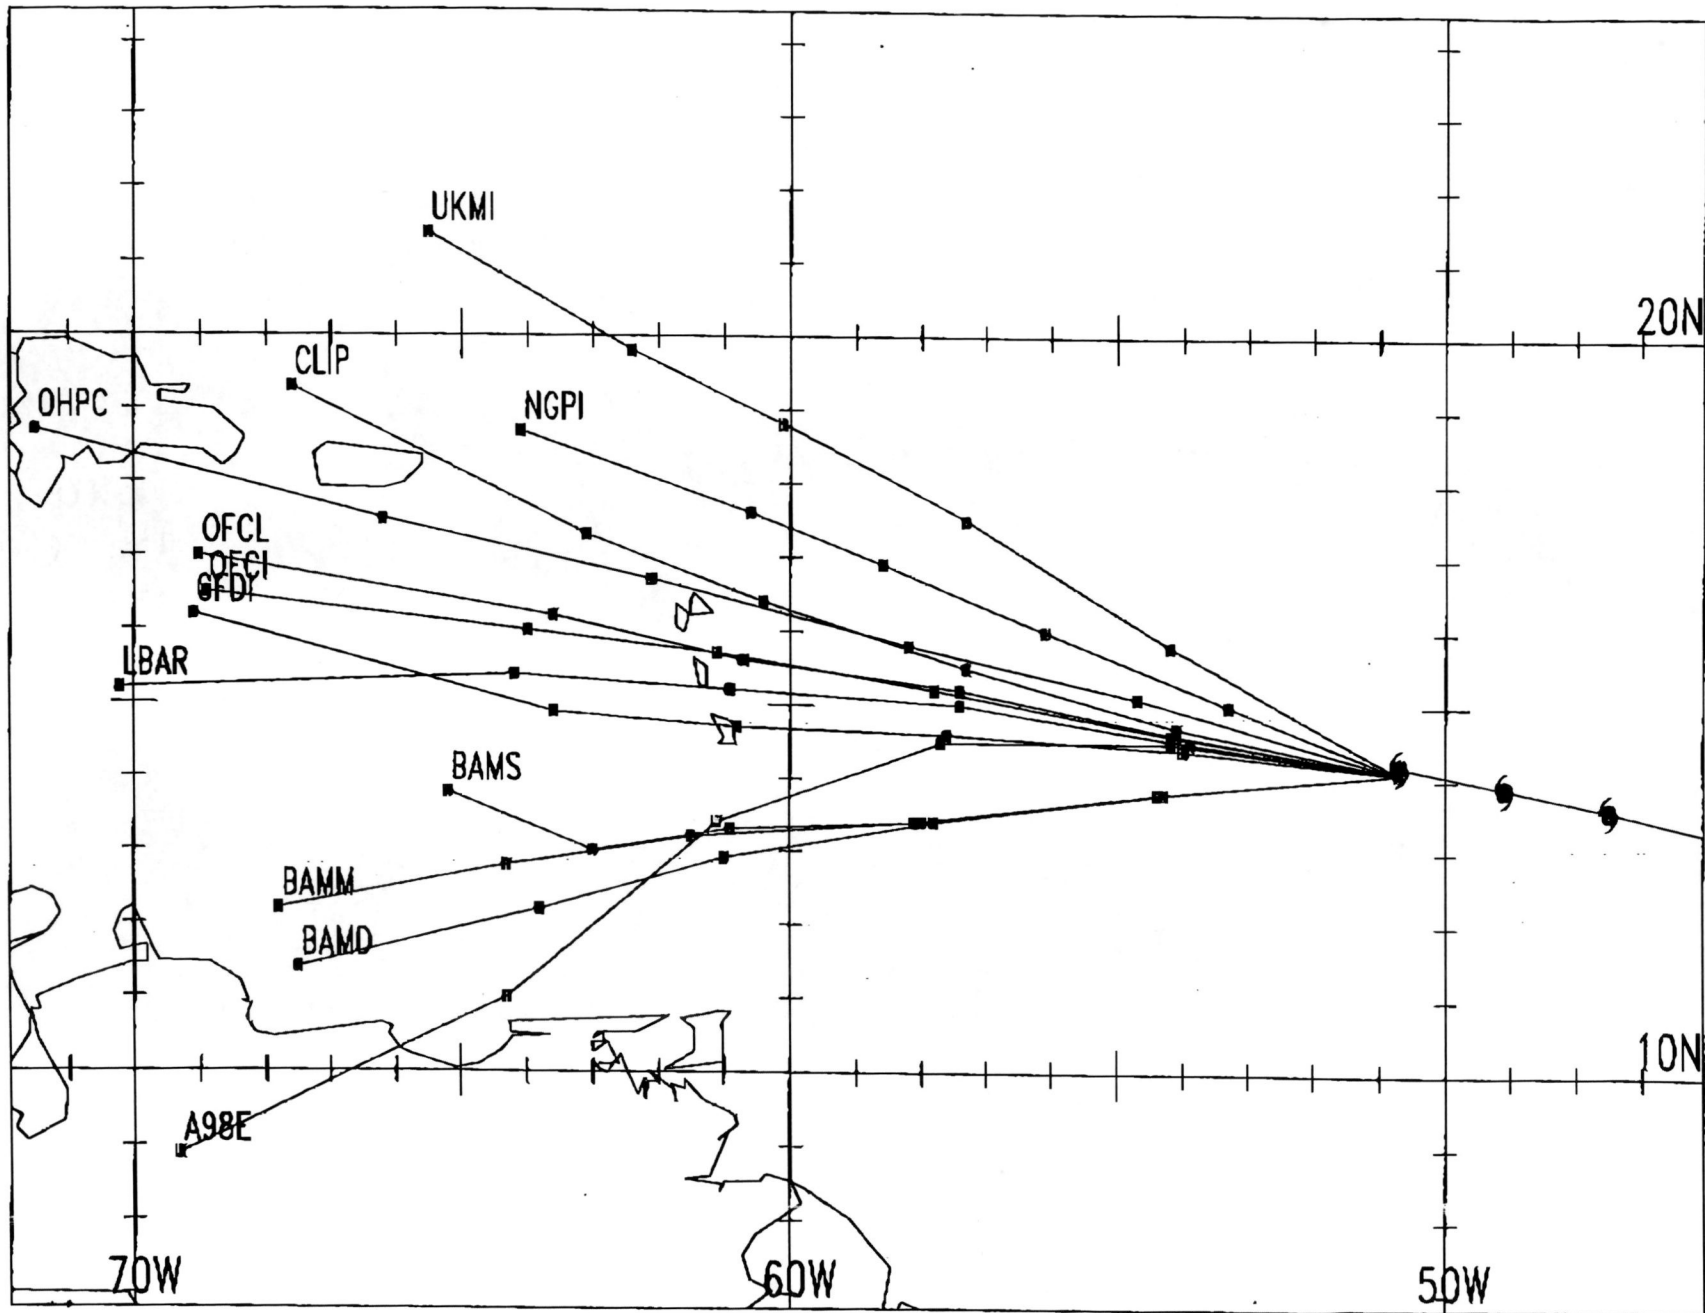 UKMI
20N
CLIP
OHPC
NGPI
OFCL
OFCI
GFDI
LBAR
BAMS
BAMM
BAMD
10N
A98E
70W
60W
50W